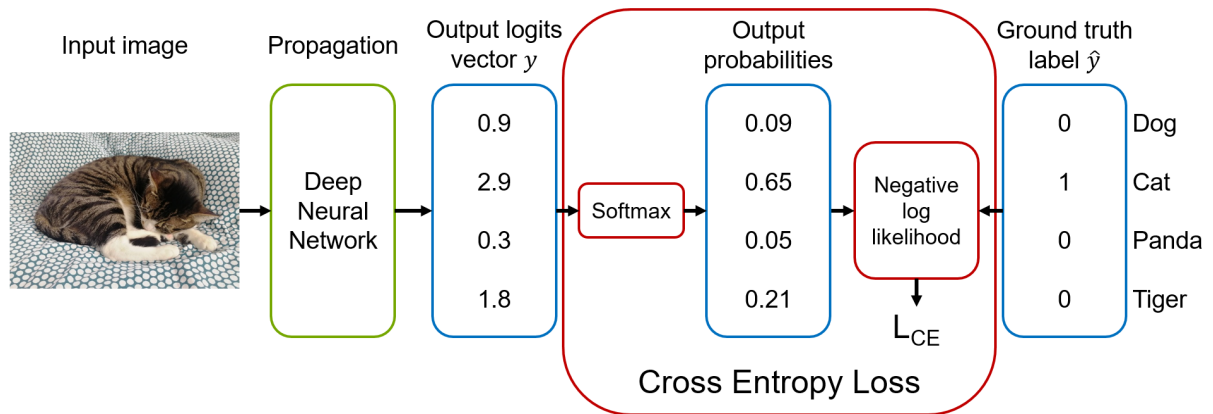 Input image
Propagation
Output logits
vector y
Output
probabilities
Ground truth
label ŷ
Deep
Neural
Network
0.9
2.9
0.3
1.8
Softmax
0.09
0.65
0.05
0.21
Negative
log
likelihood
L_CE
0
1
0
0
Dog
Cat
Panda
Tiger
Cross Entropy Loss